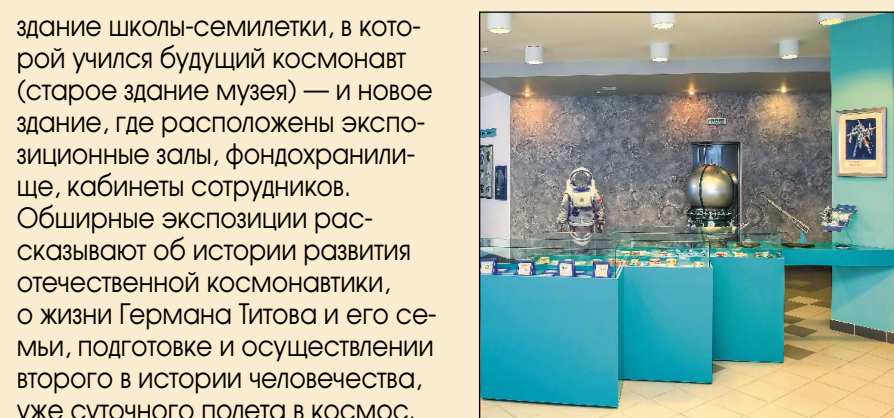 здание школы-семилетки, в кото-
рой учился будущий космонавт
(старое здание музея) — и новое
здание, где расположены экспо-
зиционные залы, фондохранили-
ще, кабинеты сотрудников.
Обширные экспозиции рас-
сказывают об истории развития
отечественной космонавтики,
о жизни Германа Титова и его се-
мьи, подготовке и осуществлении
второго в истории человечества,
уже суточного полета в космос.